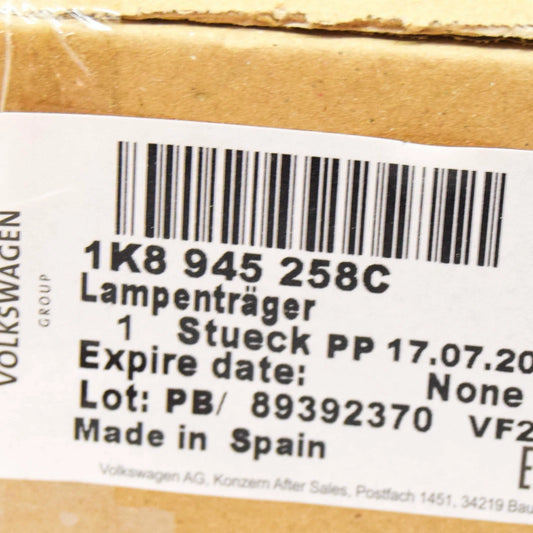 VOLKSWAGEN
GROUP
1K8 945 258C
Lampenträger
1 Stueck PP 17.07.20
Expire date: None
Lot: PB/ 89392370 VF2
Made in Spain
Volkswagen AG, Konzern After Sales, Postfach 1451, 34219 Bau